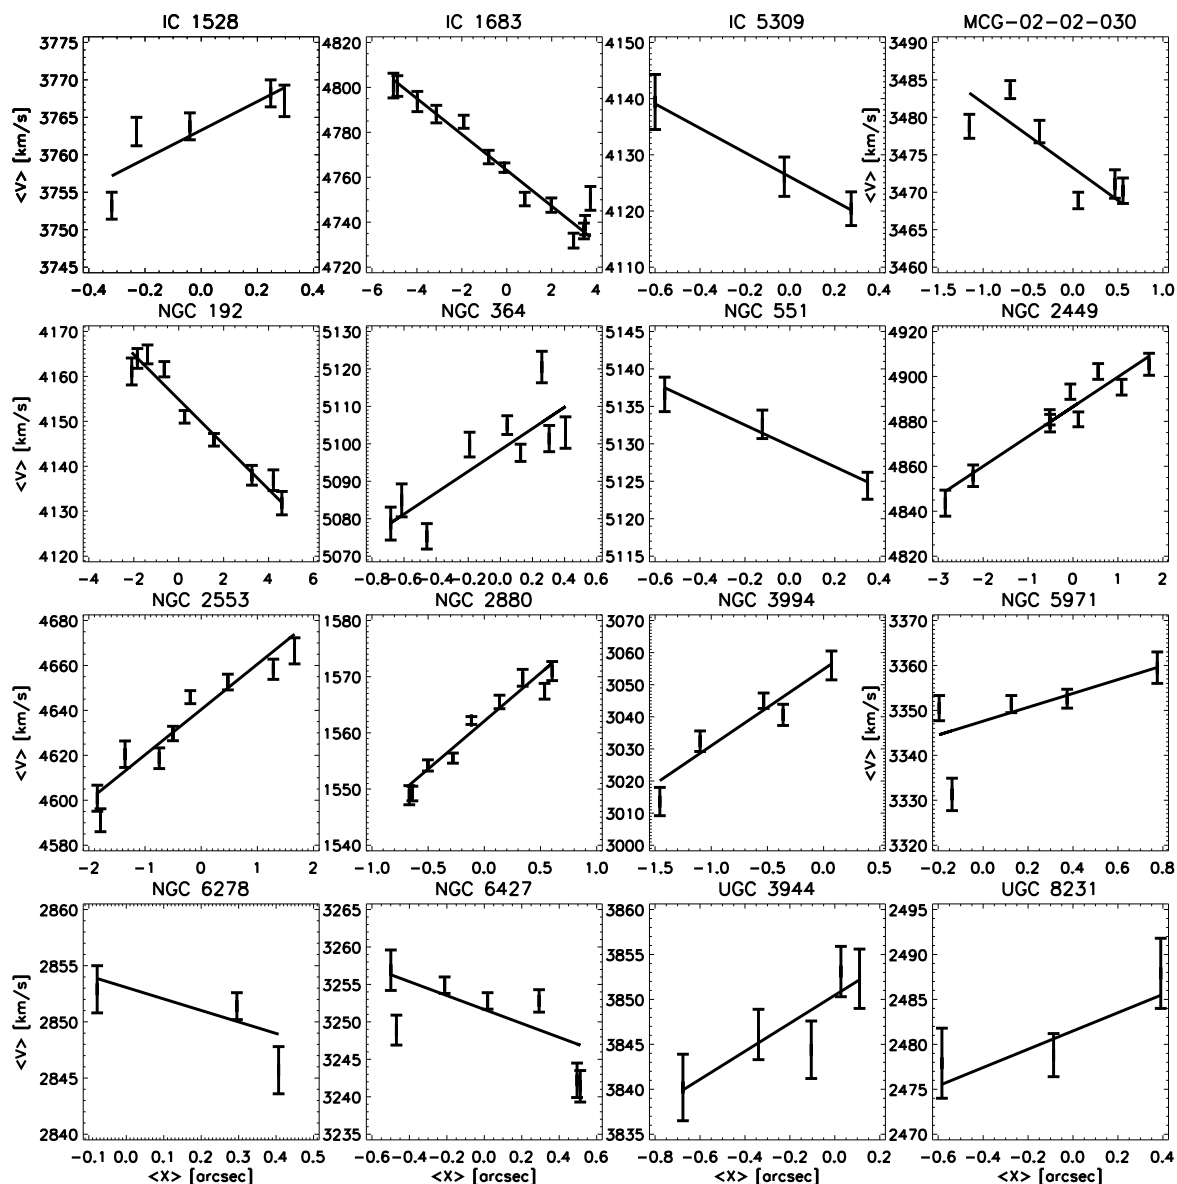 IC 1528 IC 1683 IC 5309 MCG-02-02-030
3775 4820 4150 3490
3770 4800 4140 3485
3765 4780 4130 3480
3760 4760 4120 3475
3755 4740 4110 3470
3750 4720 3465
3745 3460
<V> [km/s] <V> [km/s]
-0.4 -0.2 0.0 0.2 0.4 -6 -4 -2 0 2 4 -0.6 -0.4 -0.2 0.0 0.2 0.4 -1.5 -1.0 -0.5 0.0 0.5 1.0
NGC 192 NGC 364 NGC 551 NGC 2449
4170 5130 5145 4920
4160 5120 5140 4900
4150 5110 5135 4880
4140 5100 5130 4860
4130 5090 5125 4840
4120 5080 5120 4820
5070 5115
<V> [km/s]
-4 -2 0 2 4 6 -0.8 -0.6 -0.4 -0.2 0.0 0.2 0.4 0.6 -0.6 -0.4 -0.2 0.0 0.2 0.4 -3 -2 -1 0 1 2
NGC 2553 NGC 2880 NGC 3994 NGC 5971
4680 1580 3070 3370
4660 1570 3060 3360
4640 1560 3050 3350
4620 1550 3040 3340
4600 1540 3030 3330
4580 3020 3320
3010
3000
<V> [km/s] <V> [km/s]
-2 -1 0 1 2 -1.0 -0.5 0.0 0.5 1.0 -1.5 -1.0 -0.5 0.0 0.5 -0.2 0.0 0.2 0.4 0.6 0.8
NGC 6278 NGC 6427 UGC 3944 UGC 8231
2860 3265 3860 2495
2855 3260 3855 2490
2850 3255 3850 2485
2845 3250 3845 2480
2840 3245 3840 2475
3240 3835 2470
3235
<V> [km/s]
-0.1 0.0 0.1 0.2 0.3 0.4 0.5 -0.6 -0.4 -0.2 0.0 0.2 0.4 0.6 -0.8 -0.6 -0.4 -0.2 0.0 0.2 -0.6 -0.4 -0.2 0.0 0.2 0.4
<X> [arcsec] <X> [arcsec] <X> [arcsec] <X> [arcsec]